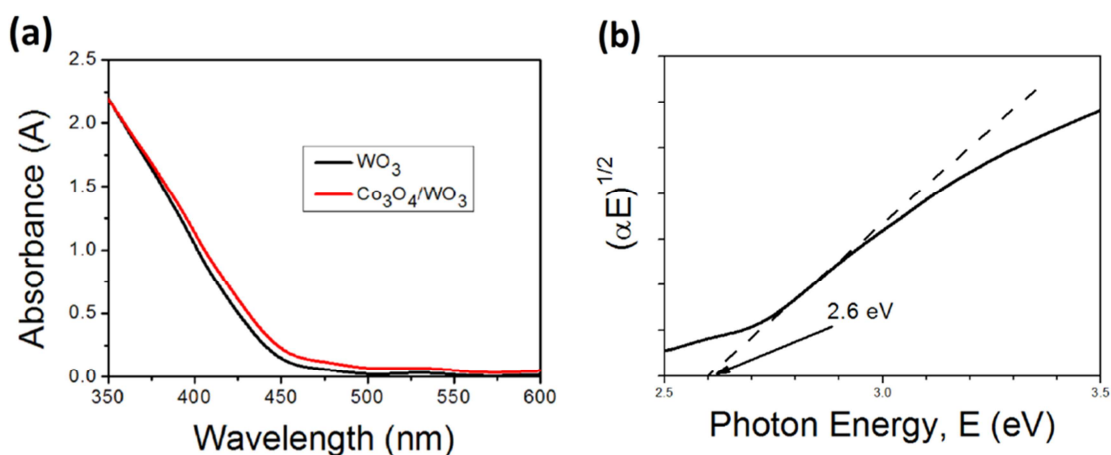 (a)
Absorbance (A)
2.5
2.0
1.5
1.0
0.5
0.0
WO₃
Co₃O₄/WO₃
350 400 450 500 550 600
Wavelength (nm)
(b)
(αE)^1/2
2.6 eV
2.5 3.0 3.5
Photon Energy, E (eV)